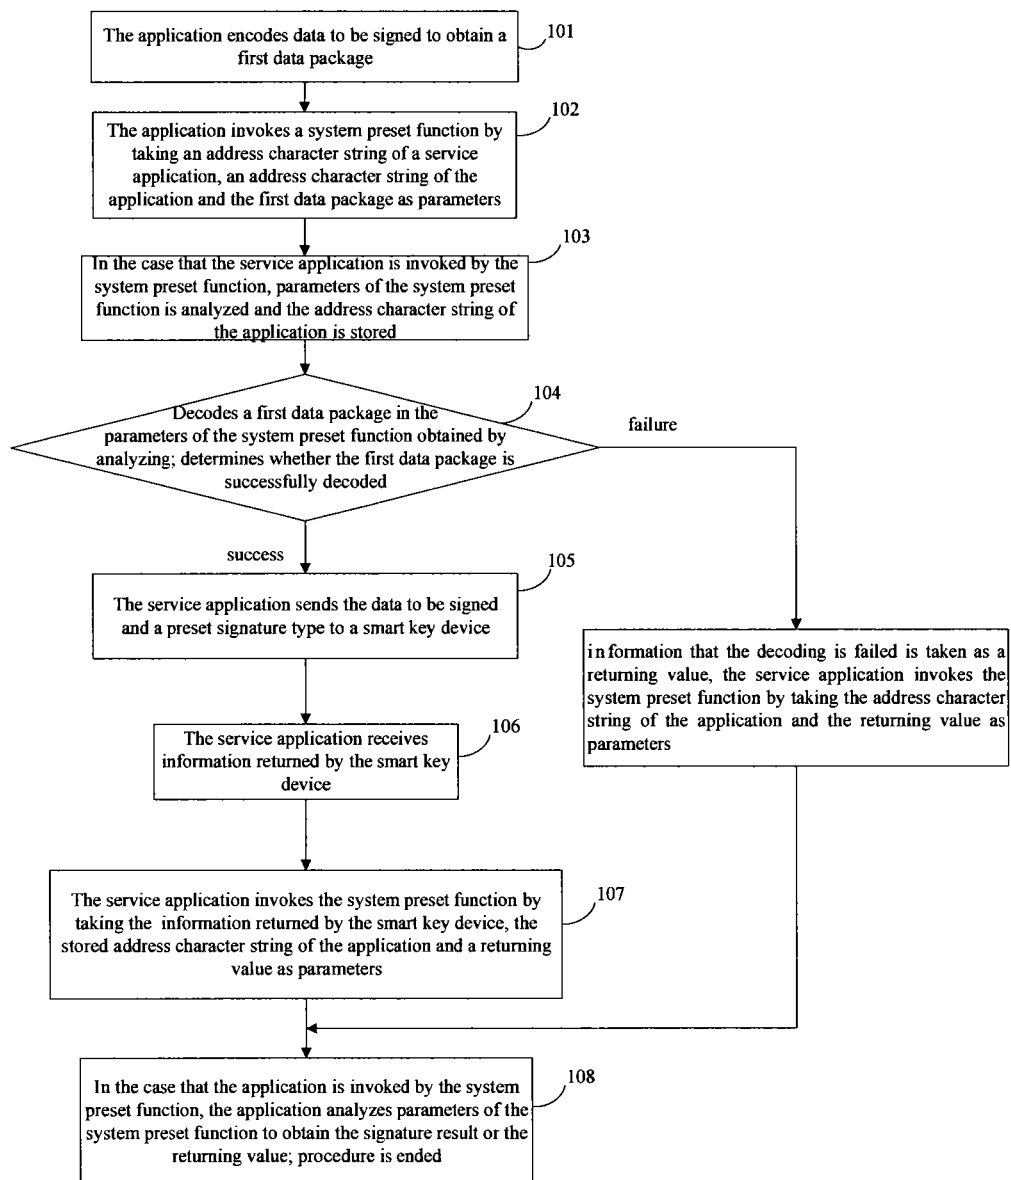 The application encodes data to be signed to obtain a
first data package
101
The application invokes a system preset function by
taking an address character string of a service
application, an address character string of the
application and the first data package as parameters
102
In the case that the service application is invoked by the
system preset function, parameters of the system preset
function is analyzed and the address character string of
the application is stored
103
Decodes a first data package in the
parameters of the system preset function obtained by
analyzing; determines whether the first data package is
successfully decoded
104
failure
success
The service application sends the data to be signed
and a preset signature type to a smart key device
105
information that the decoding is failed is taken as a
returning value, the service application invokes the
system preset function by taking the address character
string of the application and the returning value as
parameters
The service application receives
information returned by the smart key
device
106
The service application invokes the system preset function by
taking the information returned by the smart key device, the
stored address character string of the application and a returning
value as parameters
107
In the case that the application is invoked by the system
preset function, the application analyzes parameters of the
system preset function to obtain the signature result or the
returning value; procedure is ended
108